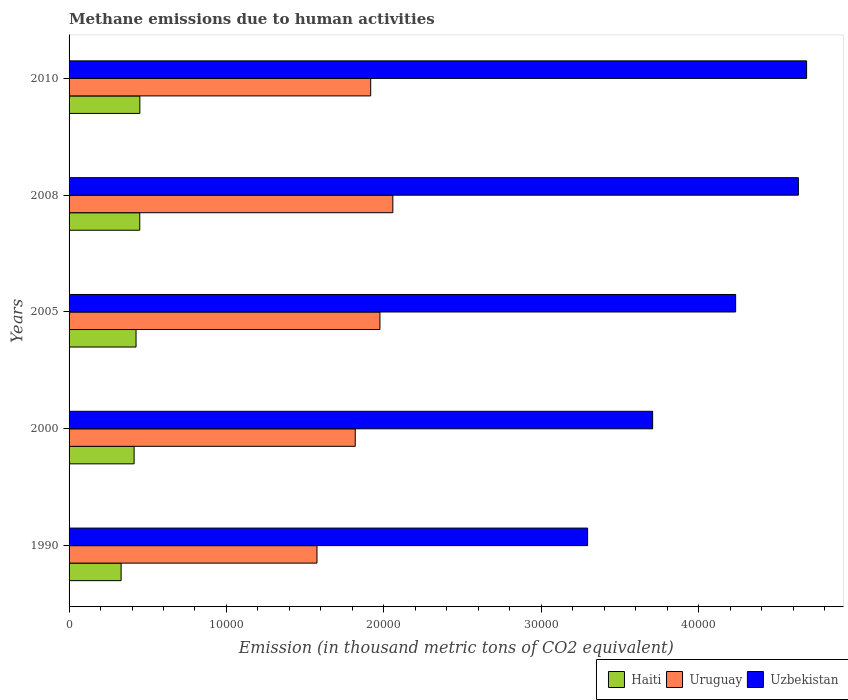 Methane emissions due to human activities
2010
2008
2005
2000
1990
Years
0
10000
20000
30000
40000
Emission (in thousand metric tons of CO2 equivalent)
Haiti
Uruguay
Uzbekistan